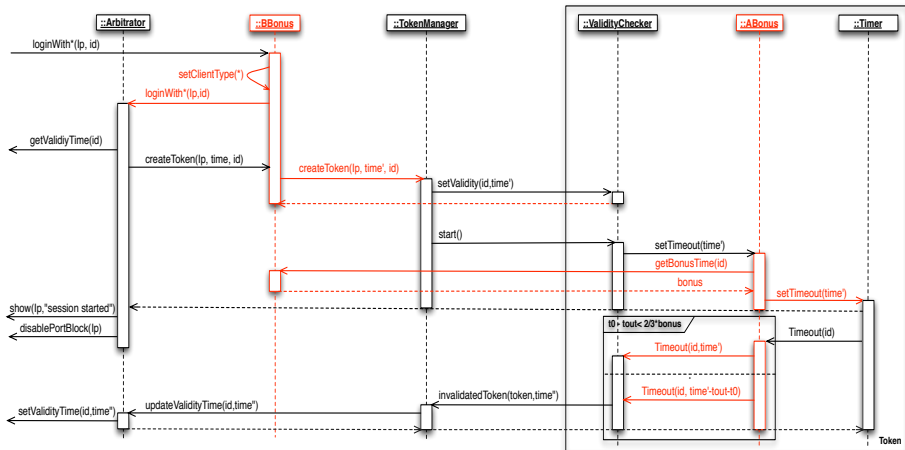 ::Arbitrator
::BBonus
::TokenManager
::ValidityChecker
::ABonus
::Timer
loginWith*(Ip, id)
setClientType(*)
loginWith*(Ip,id)
getValidiyTime(id)
createToken(Ip, time, id)
createToken(Ip, time', id)
setValidity(id,time')
start()
setTimeout(time')
getBonusTime(id)
bonus
setTimeout(time')
show(Ip,"session started")
disablePortBlock(Ip)
t0 - tout< 2/3*bonus
Timeout(id)
Timeout(id,time')
Timeout(id, time'-tout-t0)
invalidatedToken(token,time")
updateValidityTime(id,time")
setValidityTime(id,time")
Token